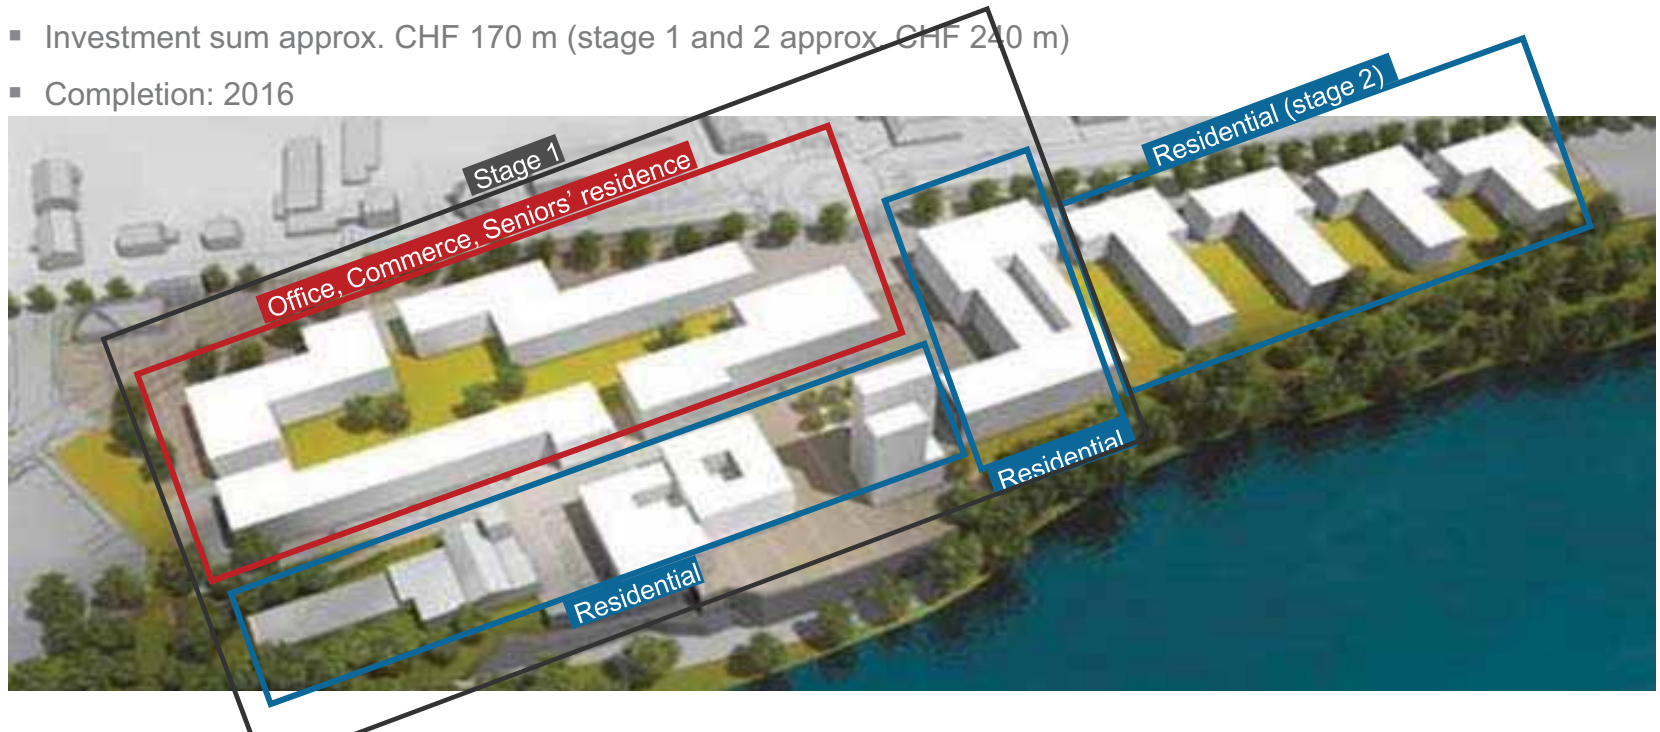 ▪ Investment sum approx. CHF 170 m (stage 1 and 2 approx. CHF 240 m)
▪ Completion: 2016
Residential (stage 2)
Stage 1
Office, Commerce, Seniors’ residence
Residential
Residential